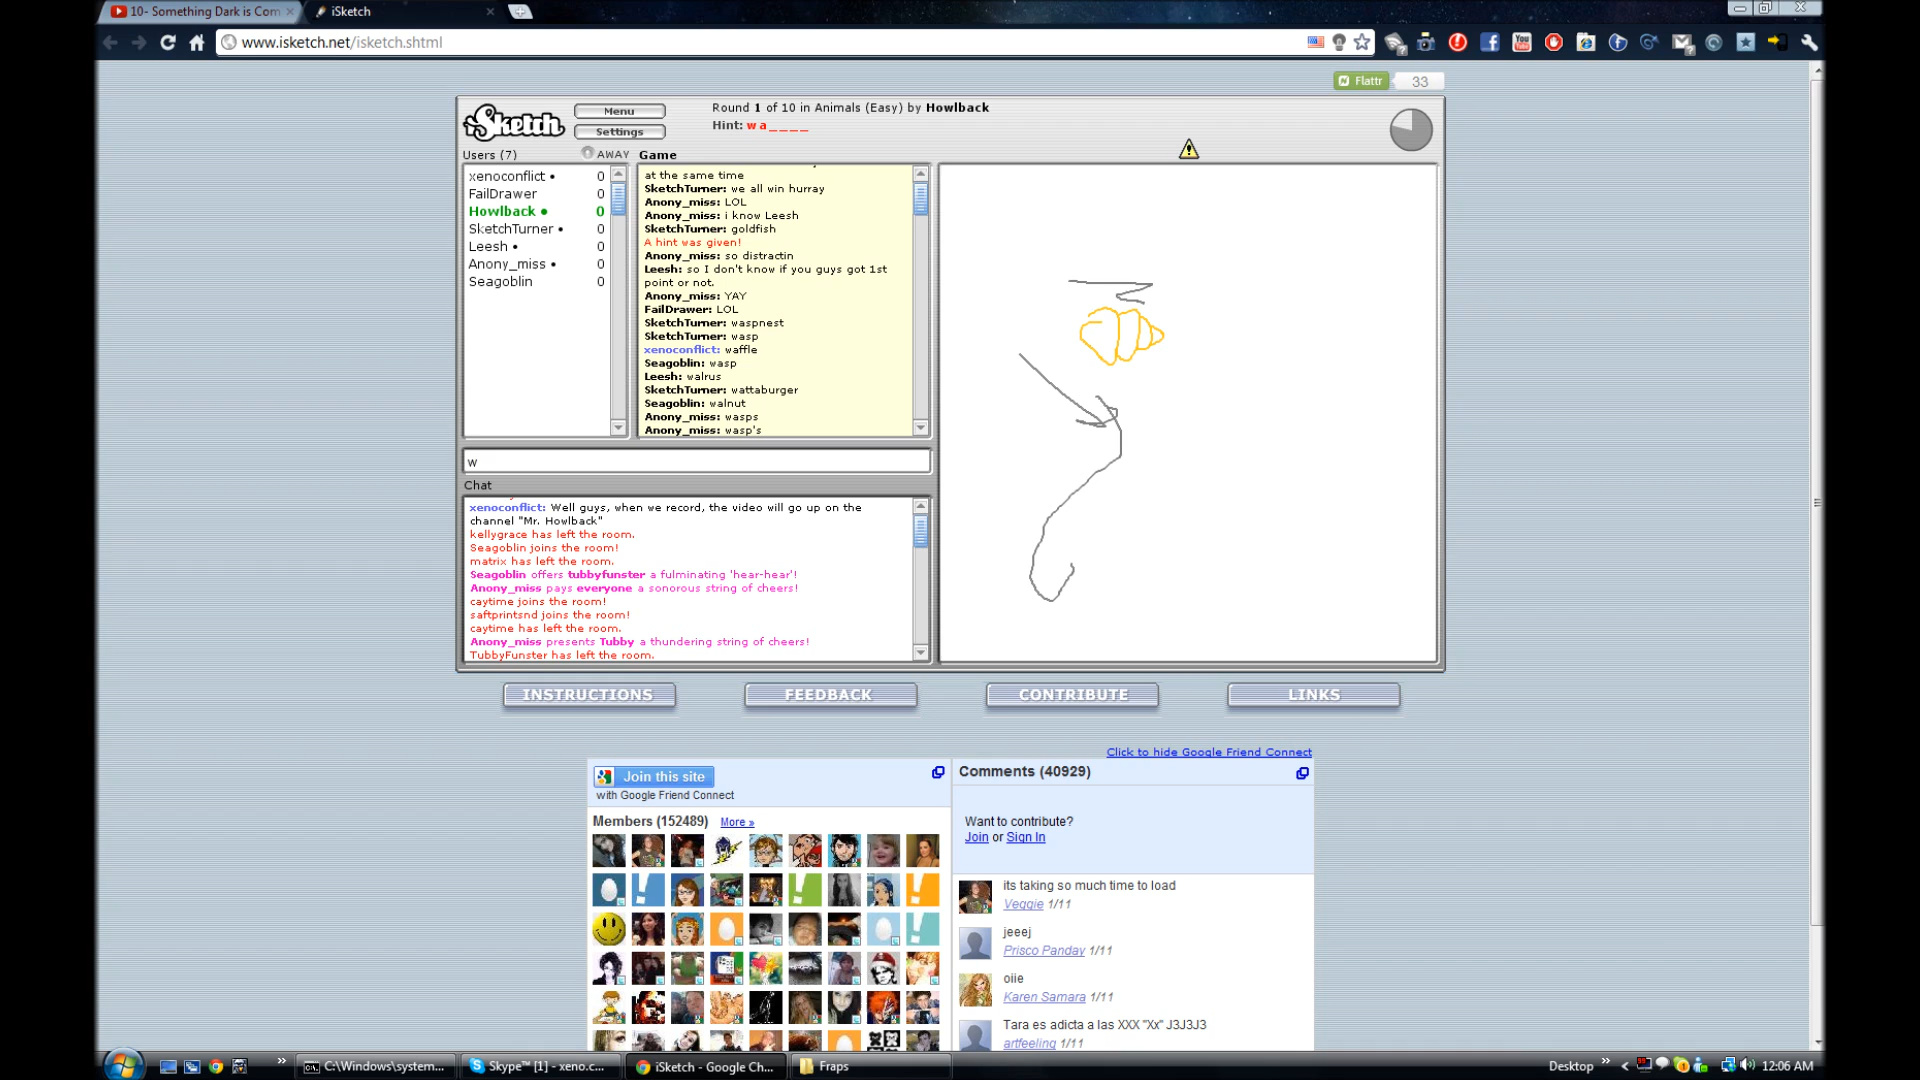 10- Something Dark is Com
iSketch
www.isketch.net/isketch.shtml
Flattr
33
iSketch
Menu
Settings
Round 1 of 10 in Animals (Easy) by Howlback
Hint: w a _ _ _ _
Users (7)
AWAY
Game
xenoconflict • 0
FailDrawer 0
Howlback • 0
SketchTurner • 0
Leesh • 0
Anony_miss • 0
Seagoblin 0
at the same time
SketchTurner: we all win hurray
Anony_miss: LOL
Anony_miss: i know Leesh
SketchTurner: goldfish
A hint was given!
Anony_miss: so distractin
Leesh: so I don't know if you guys got 1st
point or not.
Anony_miss: YAY
FailDrawer: LOL
SketchTurner: waspnest
SketchTurner: wasp
xenoconflict: waffle
Seagoblin: wasp
Leesh: walrus
SketchTurner: wattaburger
Seagoblin: walnut
Anony_miss: wasps
Anony_miss: wasp's
w
Chat
xenoconflict: Well guys, when we record, the video will go up on the
channel "Mr. Howlback"
kellygrace has left the room.
Seagoblin joins the room!
matrix has left the room.
Seagoblin offers tubbyfunster a fulminating 'hear-hear'!
Anony_miss pays everyone a sonorous string of cheers!
caytime joins the room!
saftprintsnd joins the room!
caytime has left the room.
Anony_miss presents Tubby a thundering string of cheers!
TubbyFunster has left the room.
INSTRUCTIONS
FEEDBACK
CONTRIBUTE
LINKS
Click to hide Google Friend Connect
Join this site
with Google Friend Connect
Members (152489) More »
Comments (40929)
Want to contribute?
Join or Sign In
its taking so much time to load
Veggie 1/11
jeeej
Prisco Panday 1/11
oiie
Karen Samara 1/11
Tara es adicta a las XXX "Xx" J3J3J3
artfeeling 1/11
C:\Windows\system...
Skype™ [1] - xeno.c...
iSketch - Google Ch...
Fraps
Desktop
12:06 AM